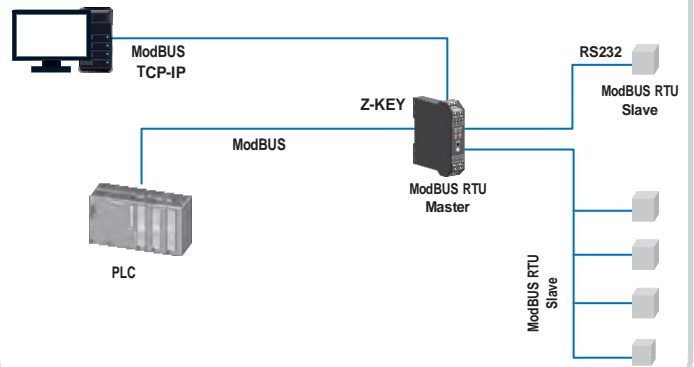 ModBUS
TCP-IP
RS232
ModBUS RTU
Slave
Z-KEY
ModBUS
ModBUS RTU
Master
PLC
ModBUS RTU
Slave